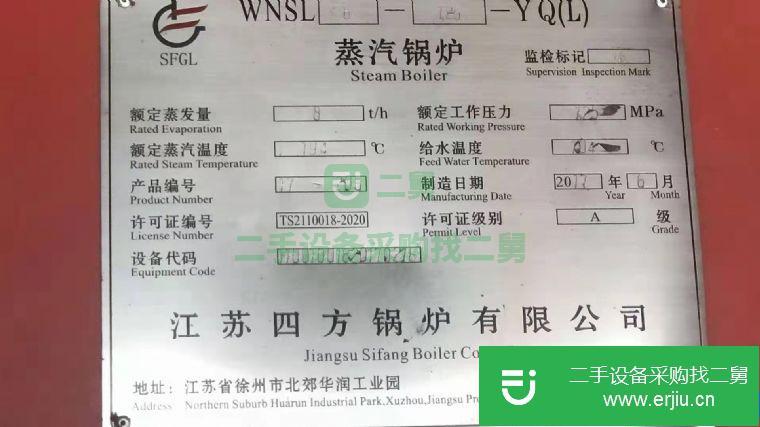 WNSL - - YQ(L)
SFGL
蒸汽锅炉
Steam Boiler
监检标记
Supervision Inspection Mark
额定蒸发量 8 t/h
Rated Evaporation
额定工作压力 MPa
Rated Working Pressure
额定蒸汽温度 ℃
Rated Steam Temperature
给水温度 ℃
Feed Water Temperature
产品编号
Product Number
制造日期 2017 年 6 月
Manufacturing Date Year Month
许可证编号 TS2110018-2020
License Number
许可证级别 A 级
Permit Level Grade
设备代码
Equipment Code
二舅
二手设备采购找二舅
江苏四方锅炉有限公司
Jiangsu Sifang Boiler Co
地址：江苏省徐州市北郊华润工业园
Address Northern Suburb Huarun Industrial Park,Xuzhou,Jiangsu
二手设备采购找二舅
www.erjiu.cn